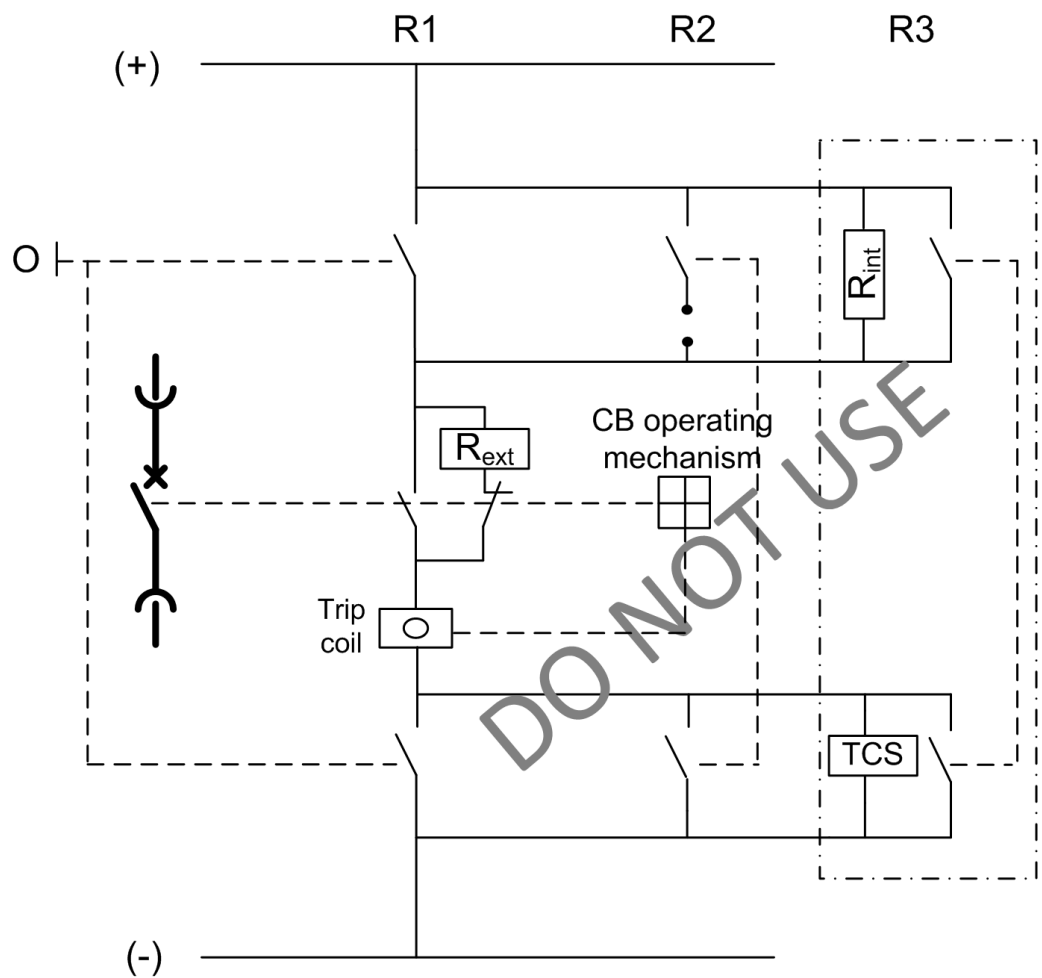 R1
R2
R3
(+)
O
Rint
Rext
CB operating
mechanism
Trip
coil
TCS
DO NOT USE
(-)